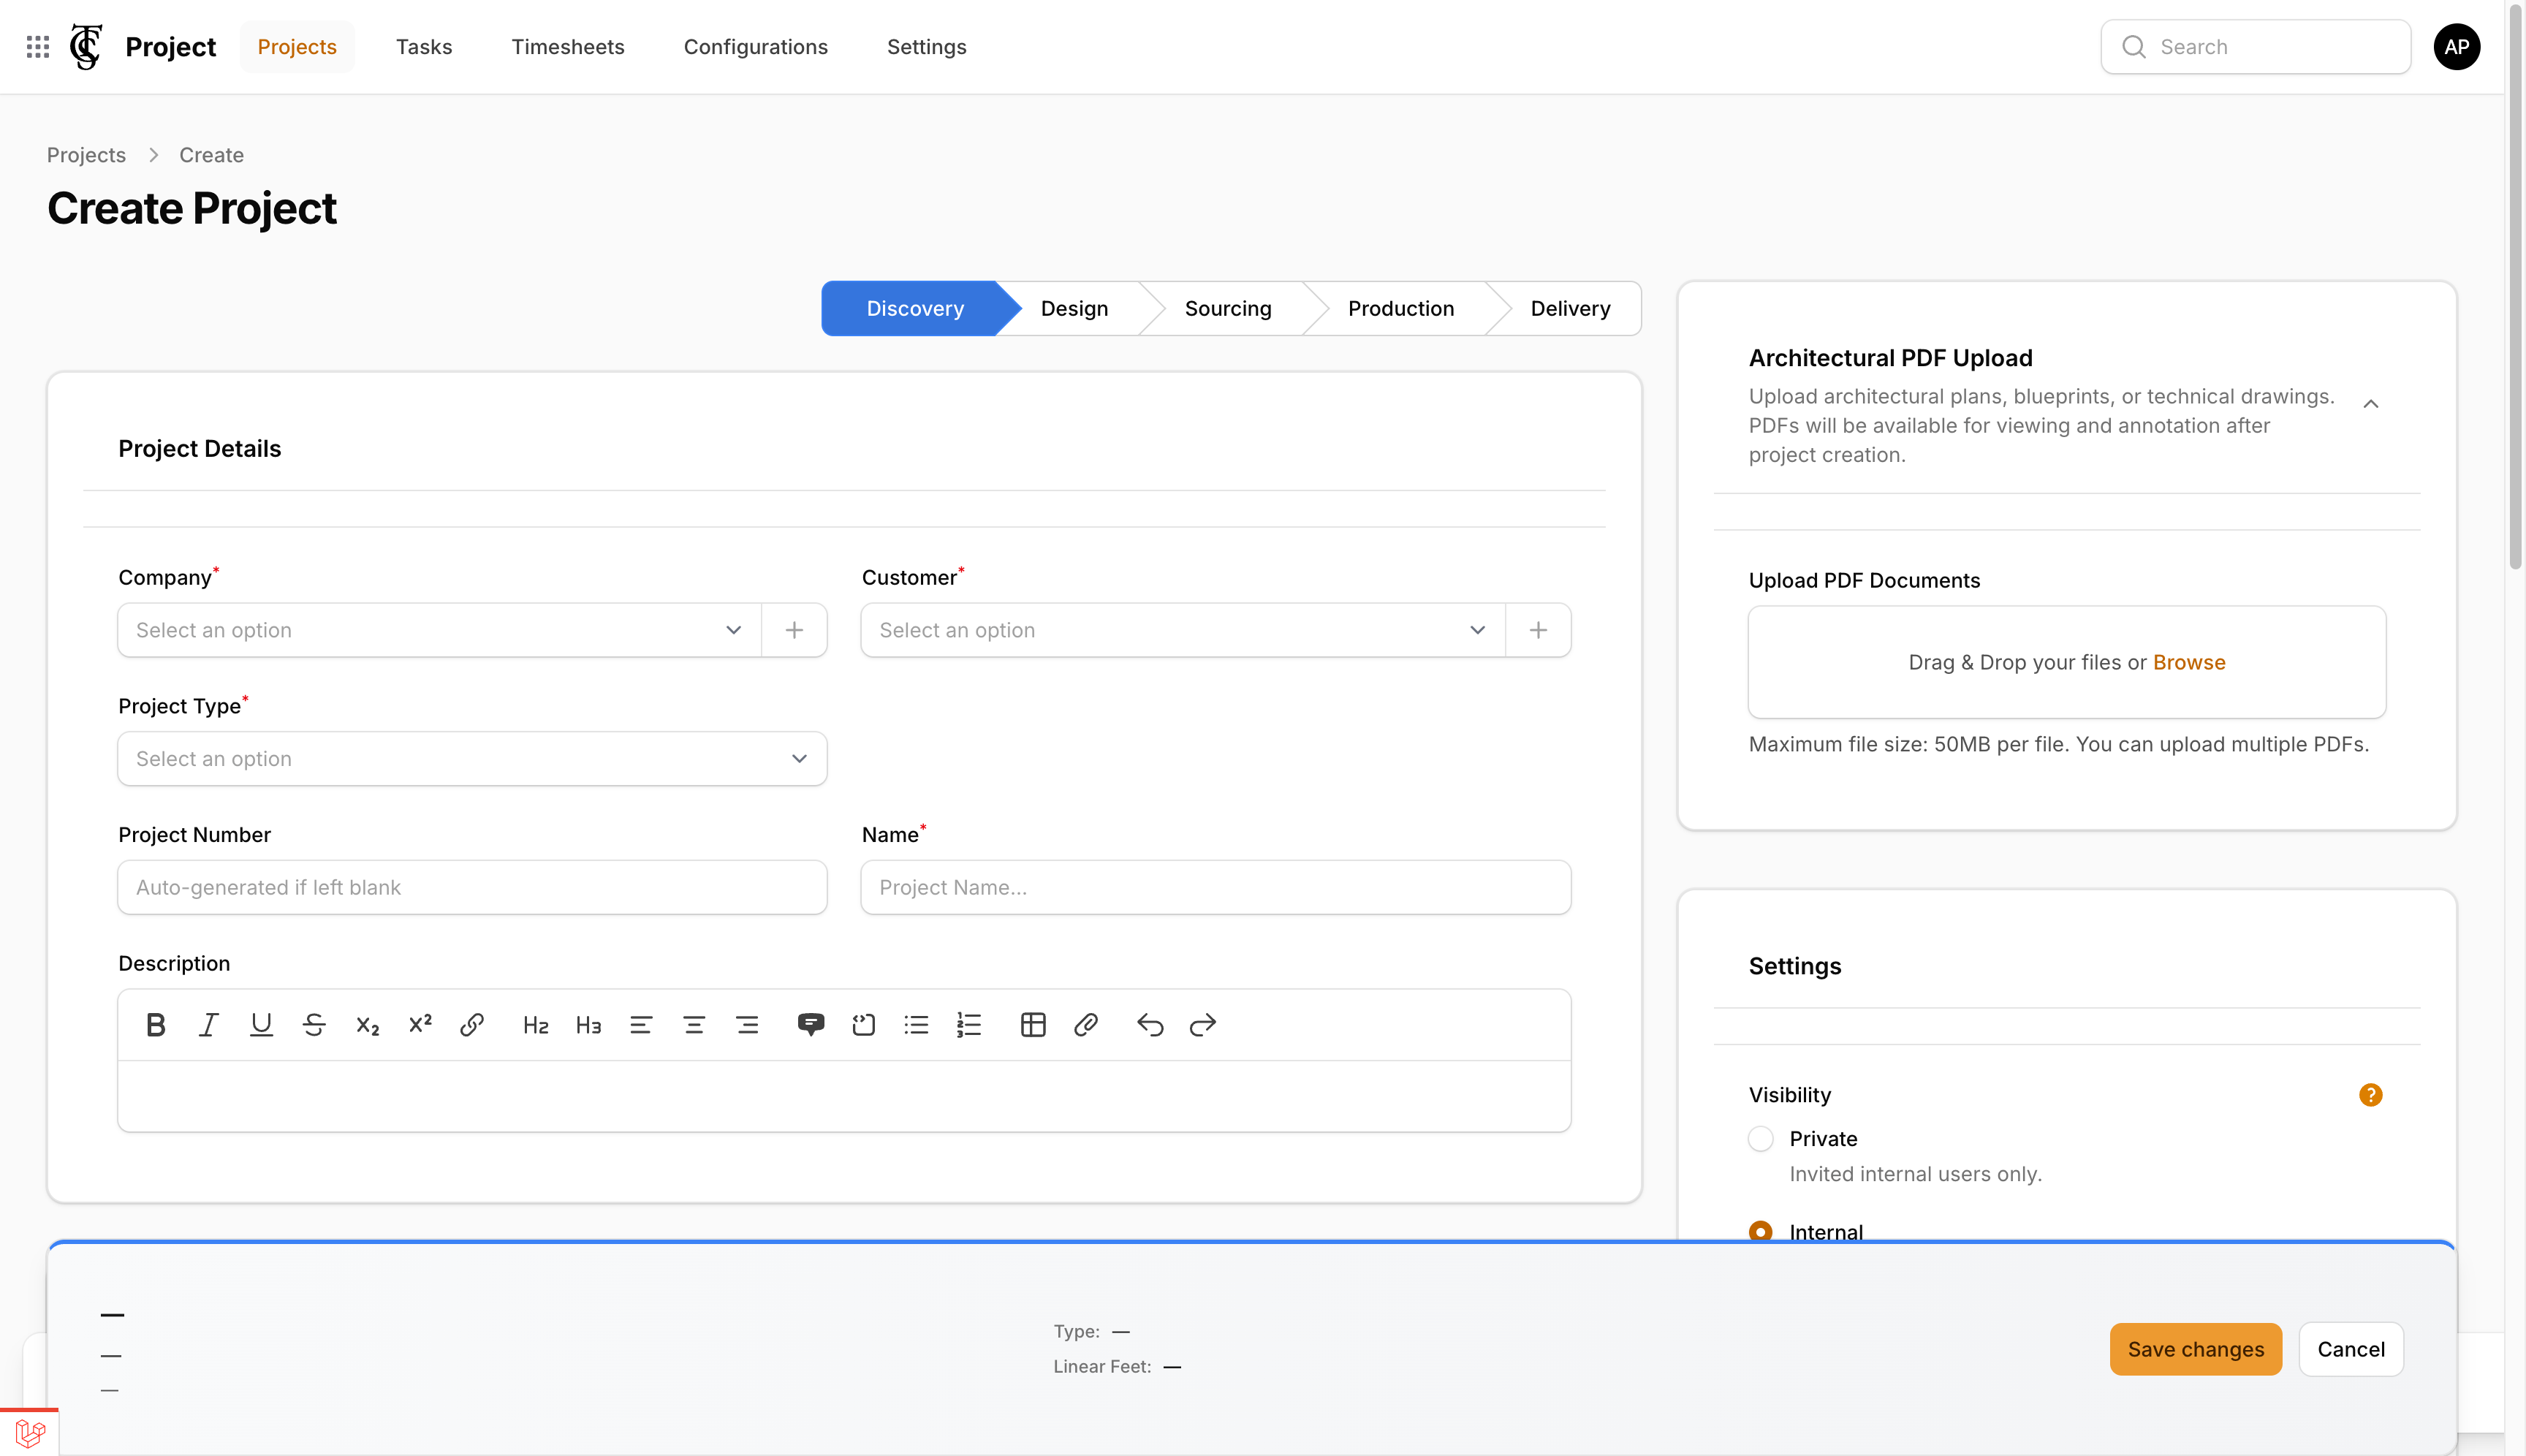 Project
Projects
Tasks
Timesheets
Configurations
Settings
Search
AP
Projects
Create
Create Project
Discovery
Design
Sourcing
Production
Delivery
Project Details
Company*
Customer*
Select an option
Select an option
Project Type*
Select an option
Project Number
Name*
Auto-generated if left blank
Project Name...
Description
B I U S x₂ x² H2 H3
Architectural PDF Upload
Upload architectural plans, blueprints, or technical drawings.
PDFs will be available for viewing and annotation after
project creation.
Upload PDF Documents
Drag & Drop your files or Browse
Maximum file size: 50MB per file. You can upload multiple PDFs.
Settings
Visibility
?
Private
Invited internal users only.
Internal
—
—
—
Type: —
Linear Feet: —
Save changes
Cancel